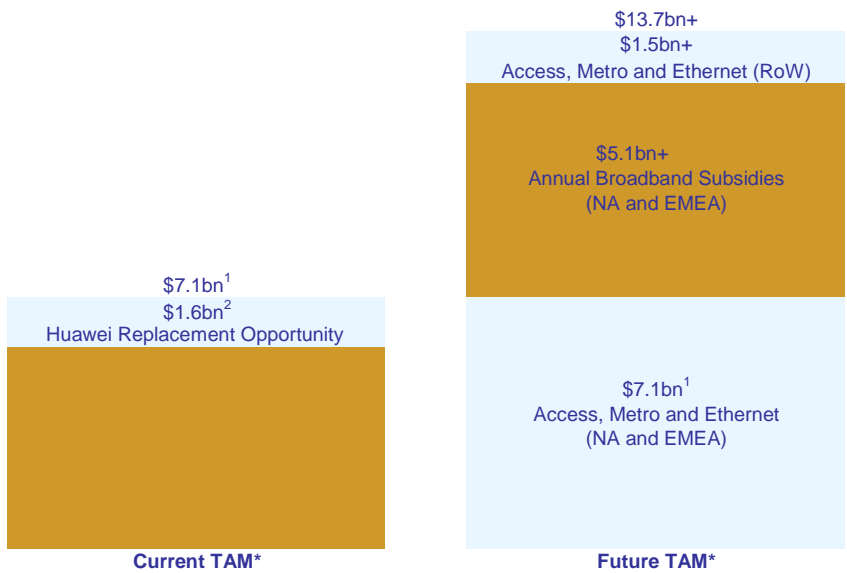 $7.1bn¹
$1.6bn²
Huawei Replacement Opportunity
Current TAM*
$13.7bn+
$1.5bn+
Access, Metro and Ethernet (RoW)
$5.1bn+
Annual Broadband Subsidies
(NA and EMEA)
$7.1bn¹
Access, Metro and Ethernet
(NA and EMEA)
Future TAM*